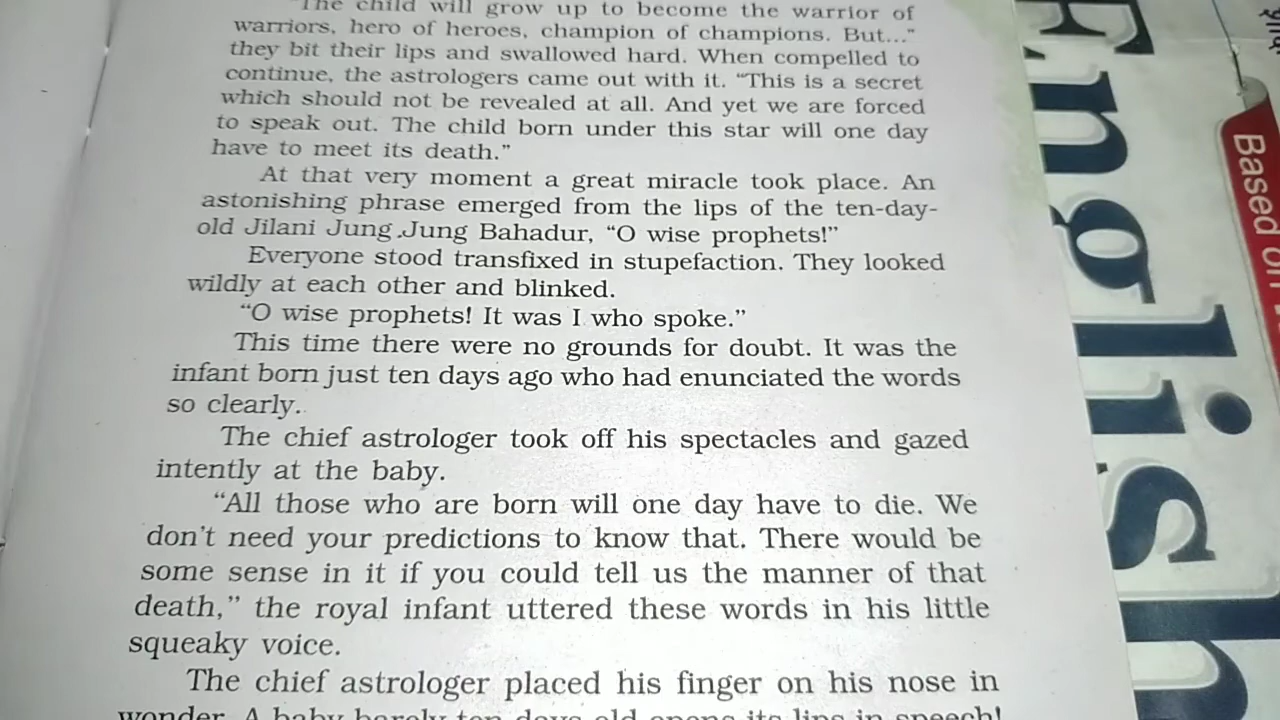 "The child will grow up to become the warrior of
warriors, hero of heroes, champion of champions. But..."
they bit their lips and swallowed hard. When compelled to
continue, the astrologers came out with it. "This is a secret
which should not be revealed at all. And yet we are forced
to speak out. The child born under this star will one day
have to meet its death."
At that very moment a great miracle took place. An
astonishing phrase emerged from the lips of the ten-day-
old Jilani Jung Jung Bahadur, "O wise prophets!"
Everyone stood transfixed in stupefaction. They looked
wildly at each other and blinked.
"O wise prophets! It was I who spoke."
This time there were no grounds for doubt. It was the
infant born just ten days ago who had enunciated the words
so clearly.
The chief astrologer took off his spectacles and gazed
intently at the baby.
"All those who are born will one day have to die. We
don't need your predictions to know that. There would be
some sense in it if you could tell us the manner of that
death," the royal infant uttered these words in his little
squeaky voice.
The chief astrologer placed his finger on his nose in
wonder. A baby barely ten days old opens its lips in speech!
English
Based on